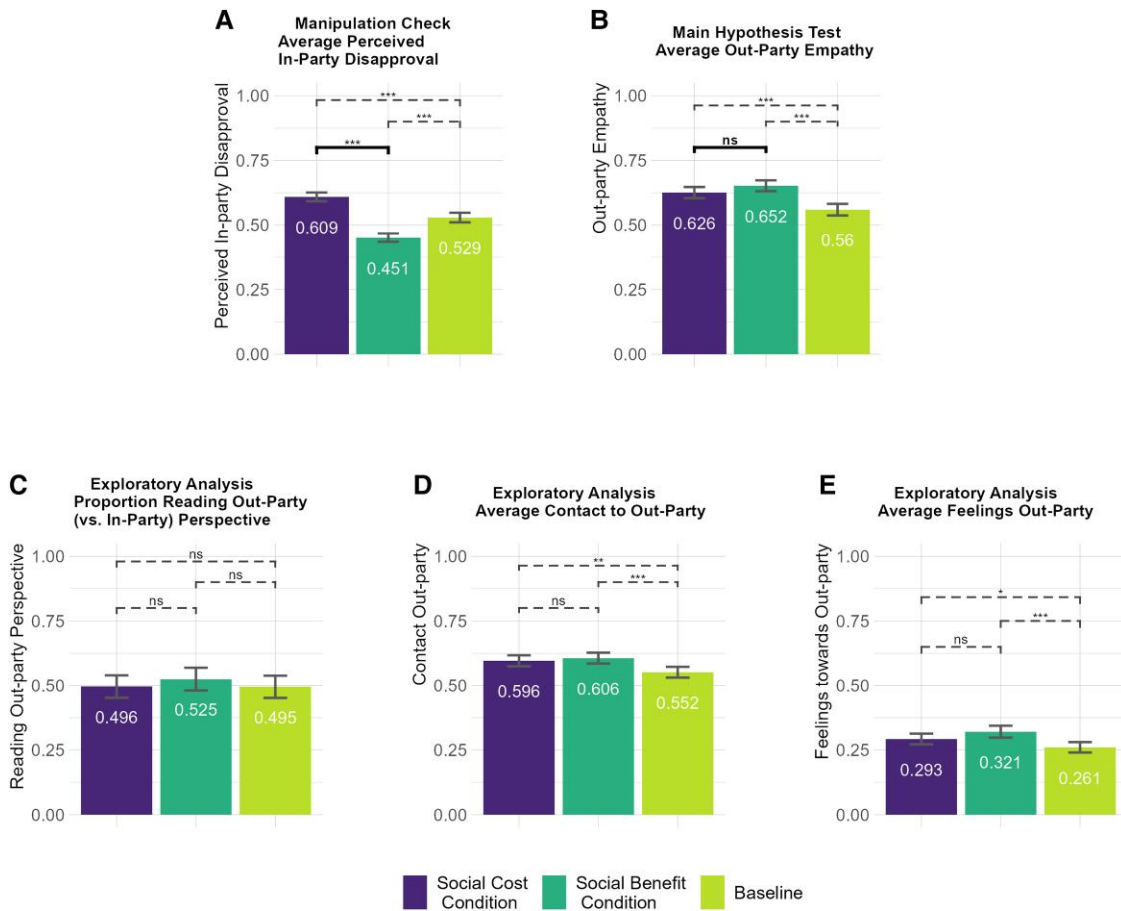 A
Manipulation Check
Average Perceived
In-Party Disapproval
Perceived In-party Disapproval
1.00
0.75
0.50
0.25
0.00
***
***
***
0.609
0.451
0.529
B
Main Hypothesis Test
Average Out-Party Empathy
Out-party Empathy
1.00
0.75
0.50
0.25
0.00
***
***
ns
0.626
0.652
0.56
C
Exploratory Analysis
Proportion Reading Out-Party
(vs. In-Party) Perspective
Reading Out-party Perspective
1.00
0.75
0.50
0.25
0.00
ns
ns
ns
0.496
0.525
0.495
D
Exploratory Analysis
Average Contact to Out-Party
Contact Out-party
1.00
0.75
0.50
0.25
0.00
**
***
ns
0.596
0.606
0.552
E
Exploratory Analysis
Average Feelings Out-Party
Feelings towards Out-party
1.00
0.75
0.50
0.25
0.00
*
***
ns
0.293
0.321
0.261
Social Cost
Condition
Social Benefit
Condition
Baseline